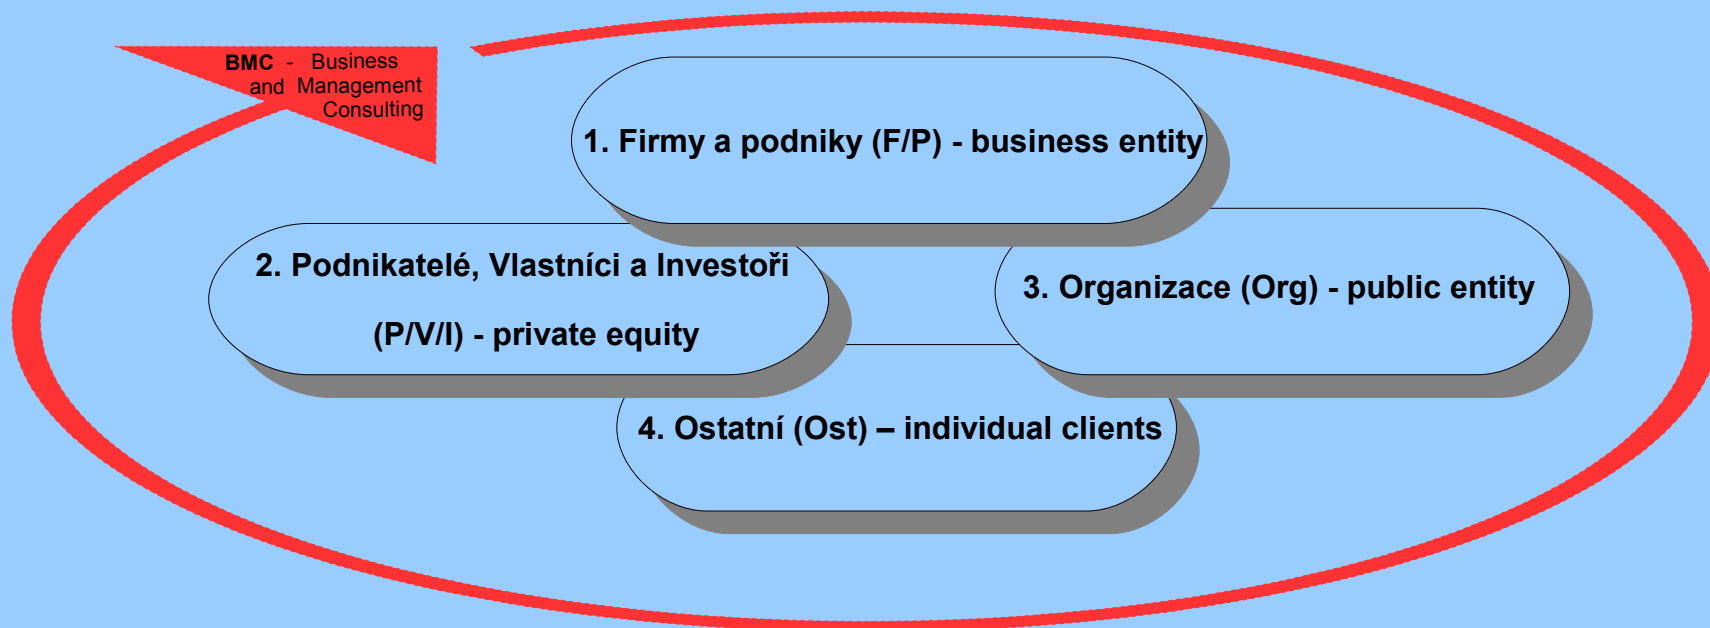 BMC - Business
and Management
Consulting
1. Firmy a podniky (F/P) - business entity
2. Podnikatelé, Vlastníci a Investoři
(P/V/I) - private equity
3. Organizace (Org) - public entity
4. Ostatní (Ost) – individual clients